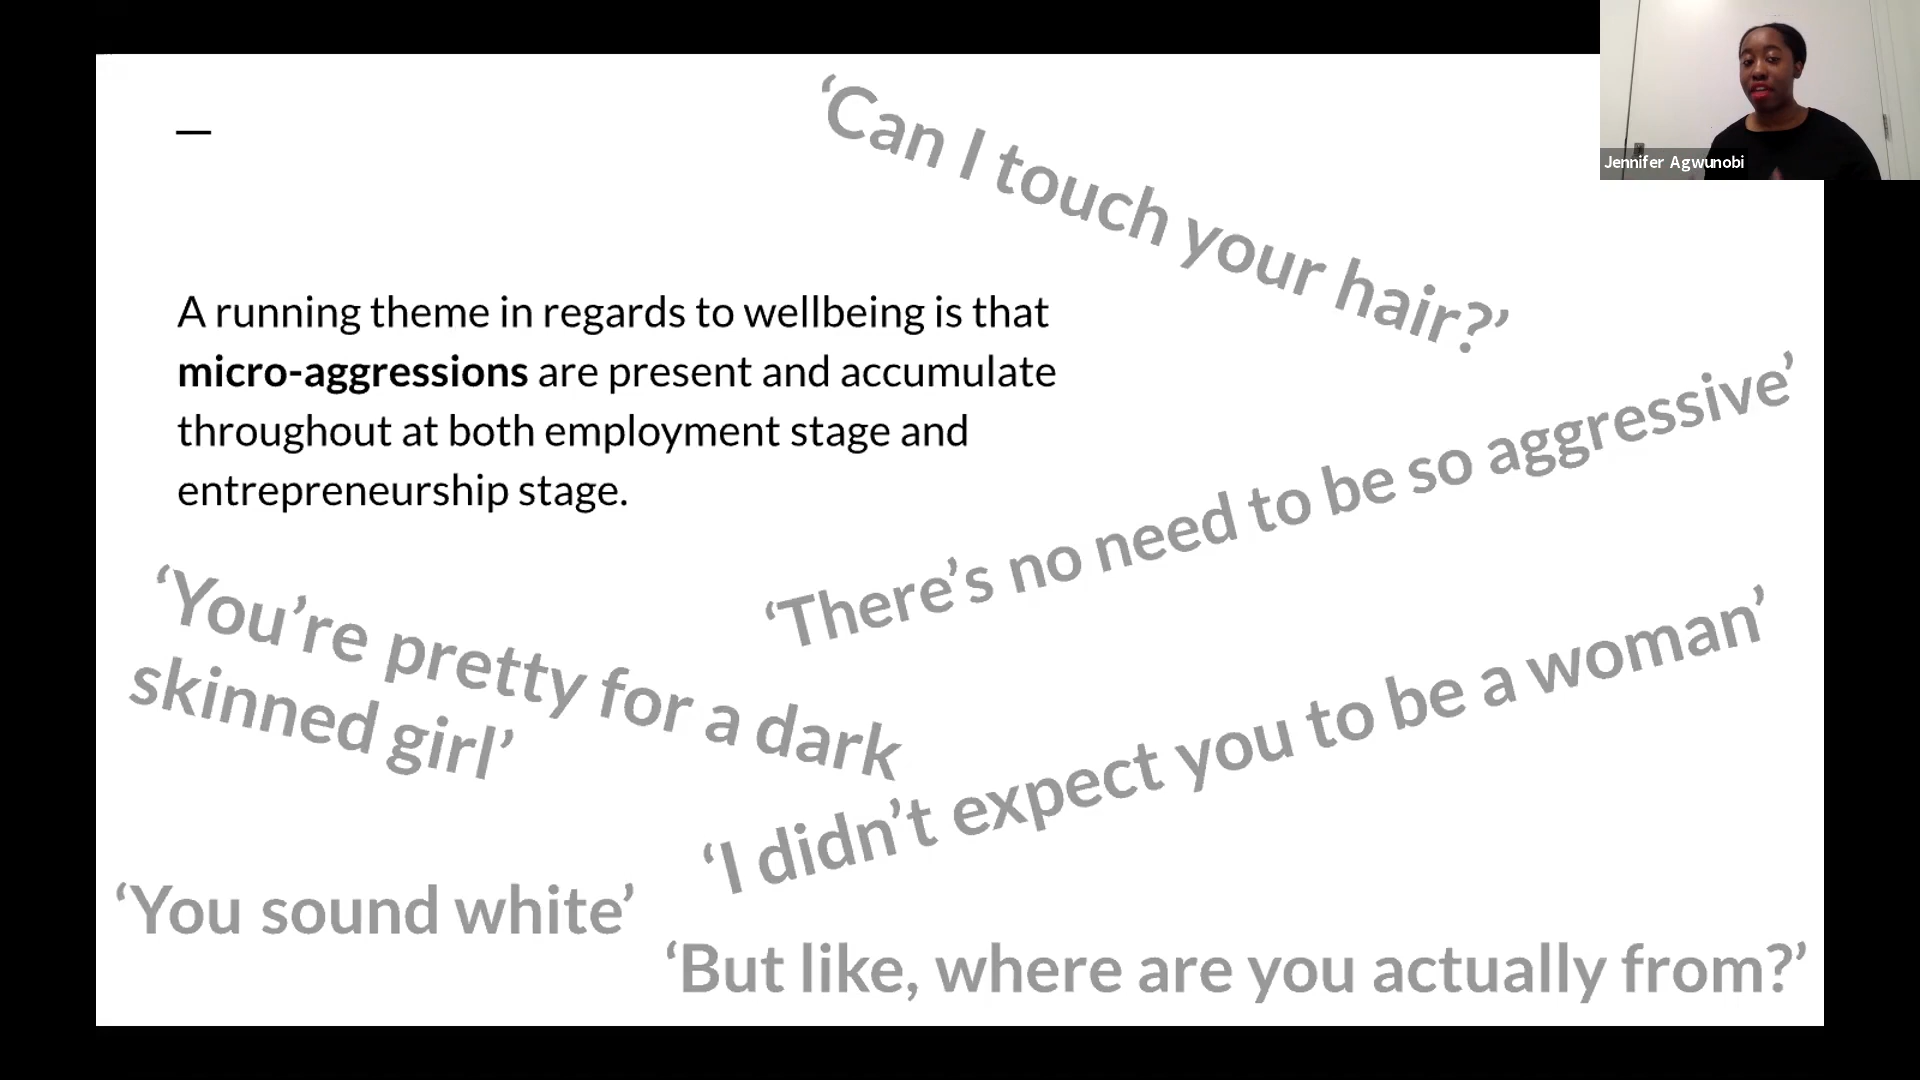 ‘Can I touch your hair?’
Jennifer Agwunobi
A running theme in regards to wellbeing is that
micro-aggressions are present and accumulate
throughout at both employment stage and
entrepreneurship stage.
‘There’s no need to be so aggressive’
‘You’re pretty for a dark
skinned girl’
‘I didn’t expect you to be a woman’
‘You sound white’
‘But like, where are you actually from?’